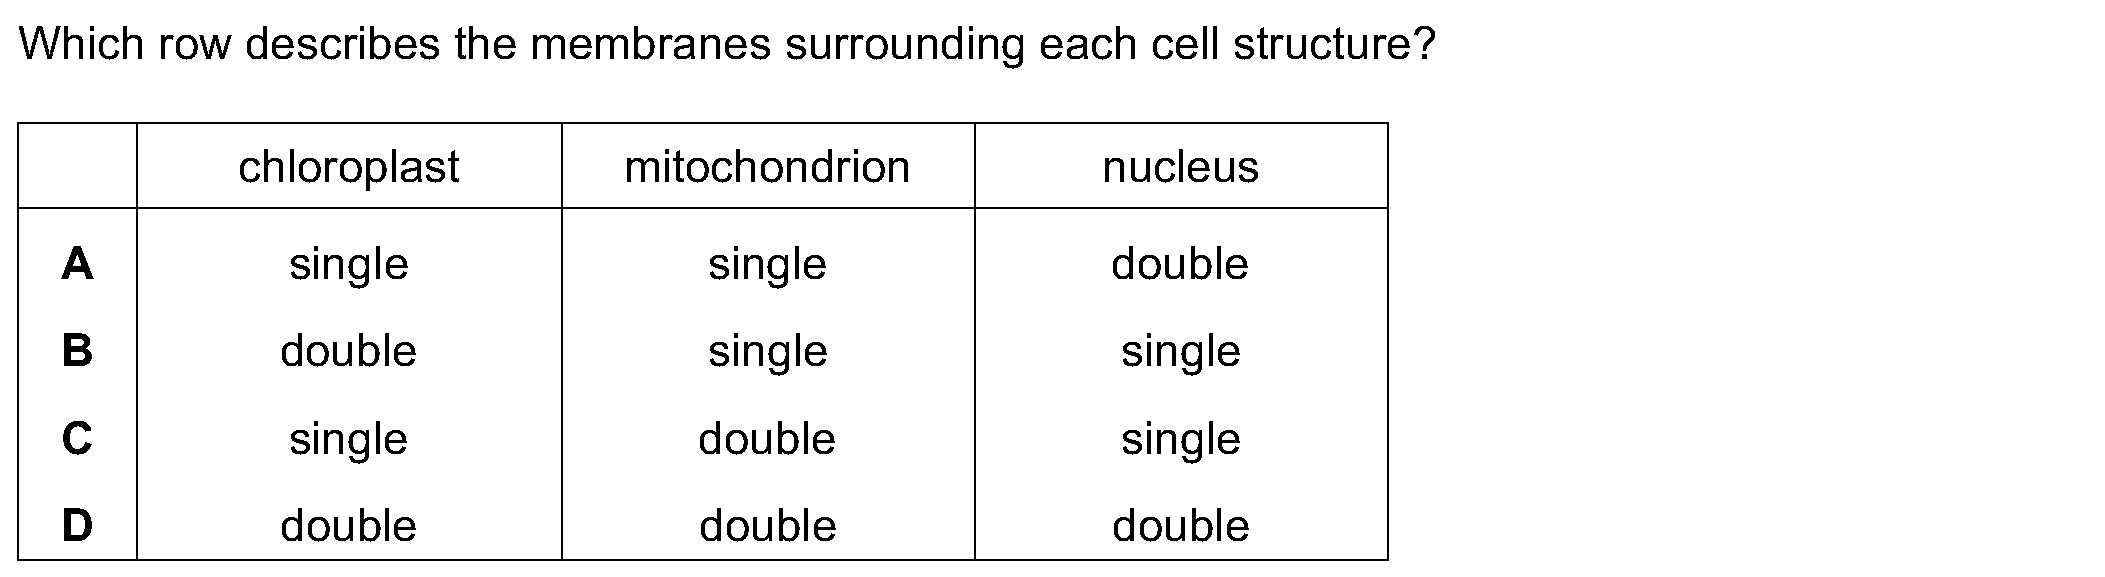 Which row describes the membranes surrounding each cell structure?
chloroplast mitochondrion nucleus
A single single double
B double single single
C single double single
D double double double